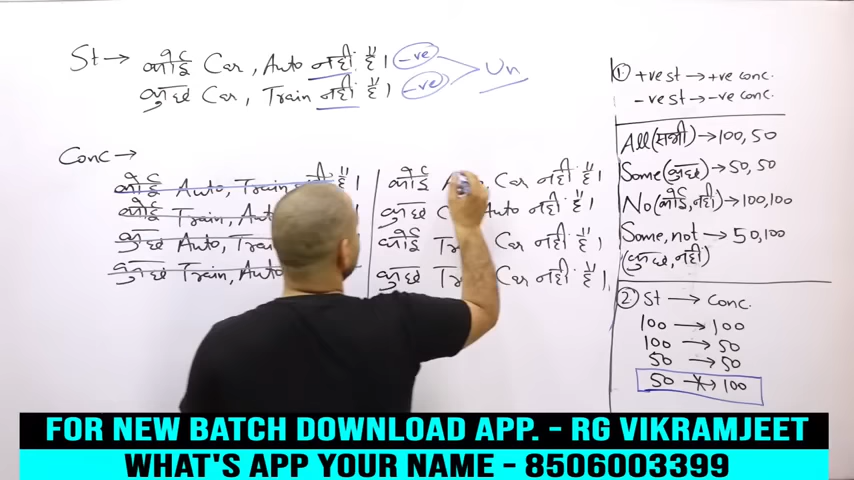 St → कोई Car, Auto नहीं है। -ve
कुछ Car, Train नहीं है। -ve
Un
Conc →
कोई Auto, Train नहीं है।
कोई Train, Auto
कुछ Auto, Train
कुछ Train, Auto
कोई Car नहीं है।
कुछ Auto नहीं है।
कोई Car नहीं है।
कुछ Car नहीं है।
① +ve st → +ve conc.
-ve st → -ve conc.
All (सभी) → 100, 50
Some (कुछ) → 50, 50
No (कोई, नहीं) → 100, 100
Some, not → 50, 100
(कुछ, नहीं)
② St → Conc.
100 → 100
100 → 50
50 → 50
50 ↛ 100
FOR NEW BATCH DOWNLOAD APP. - RG VIKRAMJEET
WHAT'S APP YOUR NAME - 8506003399